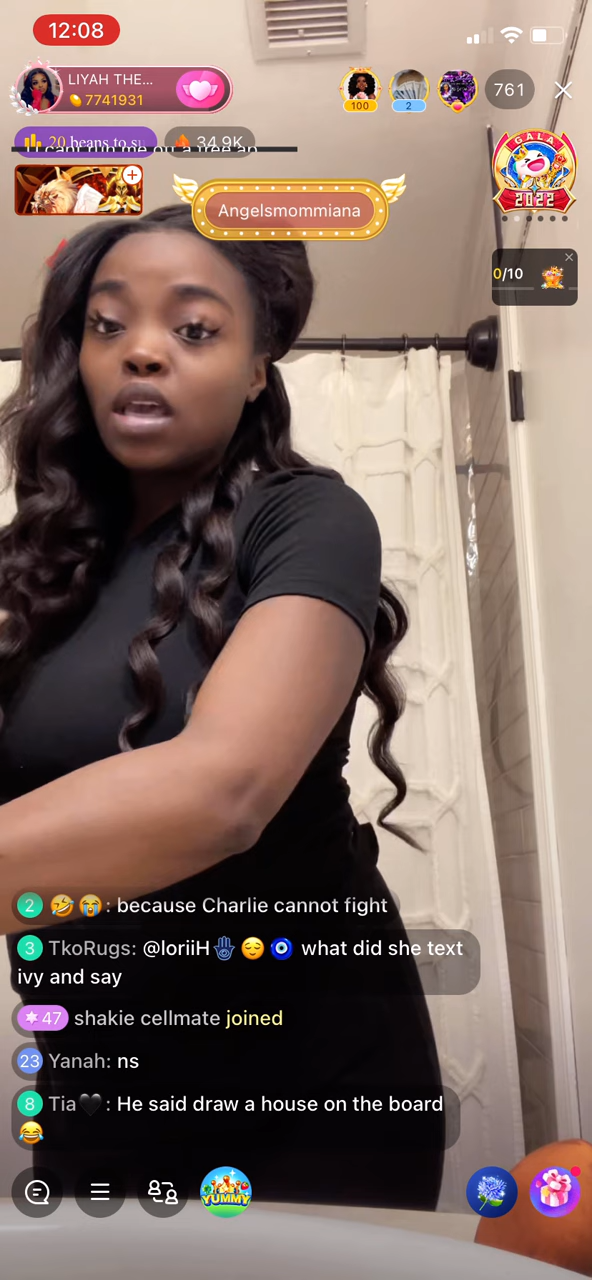 12:08
LIYAH THE...
7741931
100
2
761
20 beans to
34.9K
GALA
2022
Angelsmommiana
0/10
2 🤣😭: because Charlie cannot fight
3 TkoRugs: @loriiH🪬😌🧿 what did she text
ivy and say
47 shakie cellmate joined
23 Yanah: ns
8 Tia🖤: He said draw a house on the board
😂
YUMMY